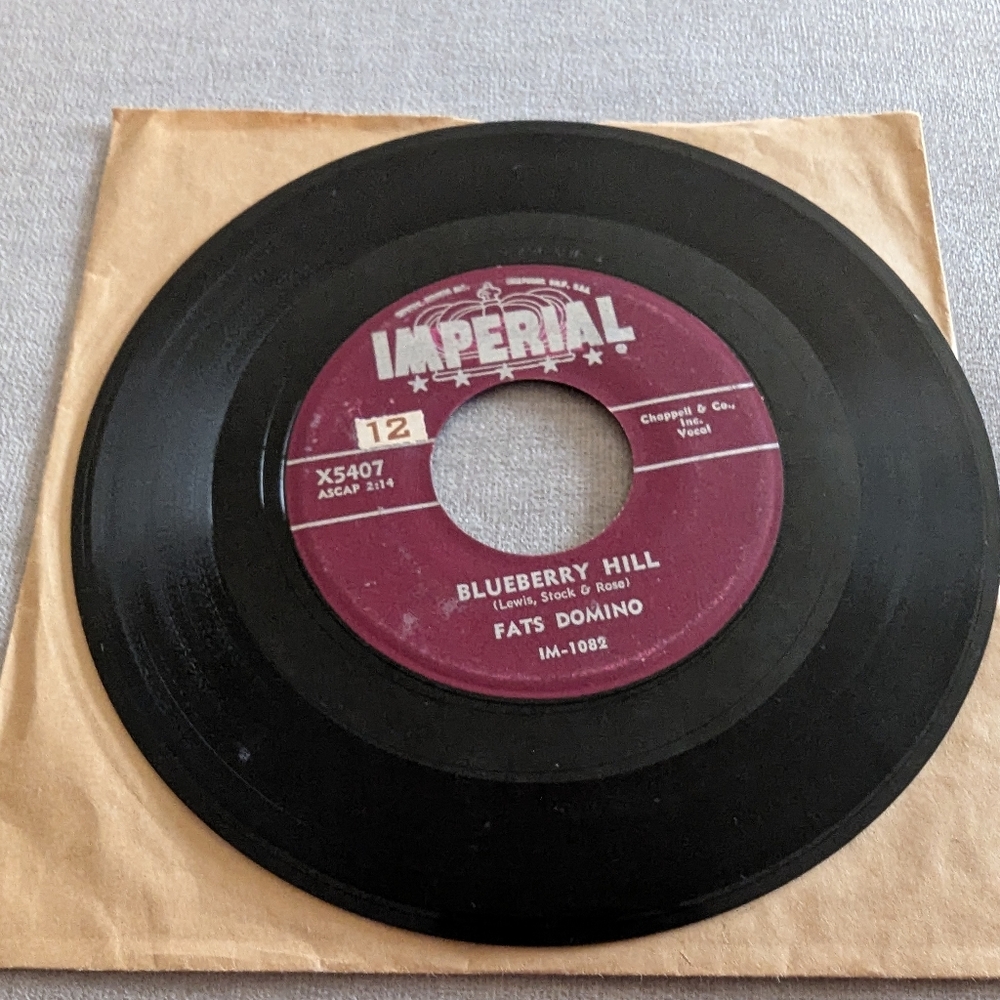 IMPERIAL
Chappell & Co.,
Inc.
Vocal
12
X5407
ASCAP 2:14
BLUEBERRY HILL
(Lewis, Stock & Rose)
FATS DOMINO
IM-1082